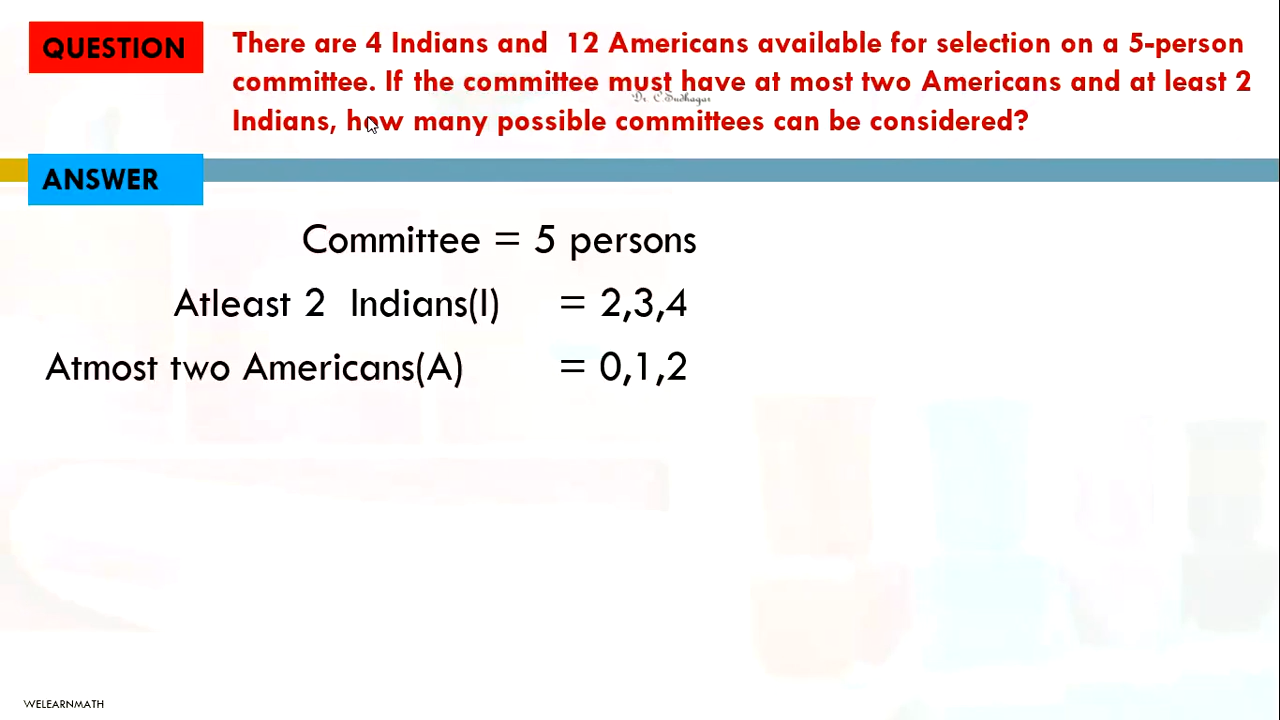 QUESTION
There are 4 Indians and 12 Americans available for selection on a 5-person
committee. If the committee must have at most two Americans and at least 2
Dr C Sudhagar
Indians, how many possible committees can be considered?
ANSWER
Committee = 5 persons
Atleast 2 Indians(I) = 2,3,4
Atmost two Americans(A) = 0,1,2
WELEARNMATH